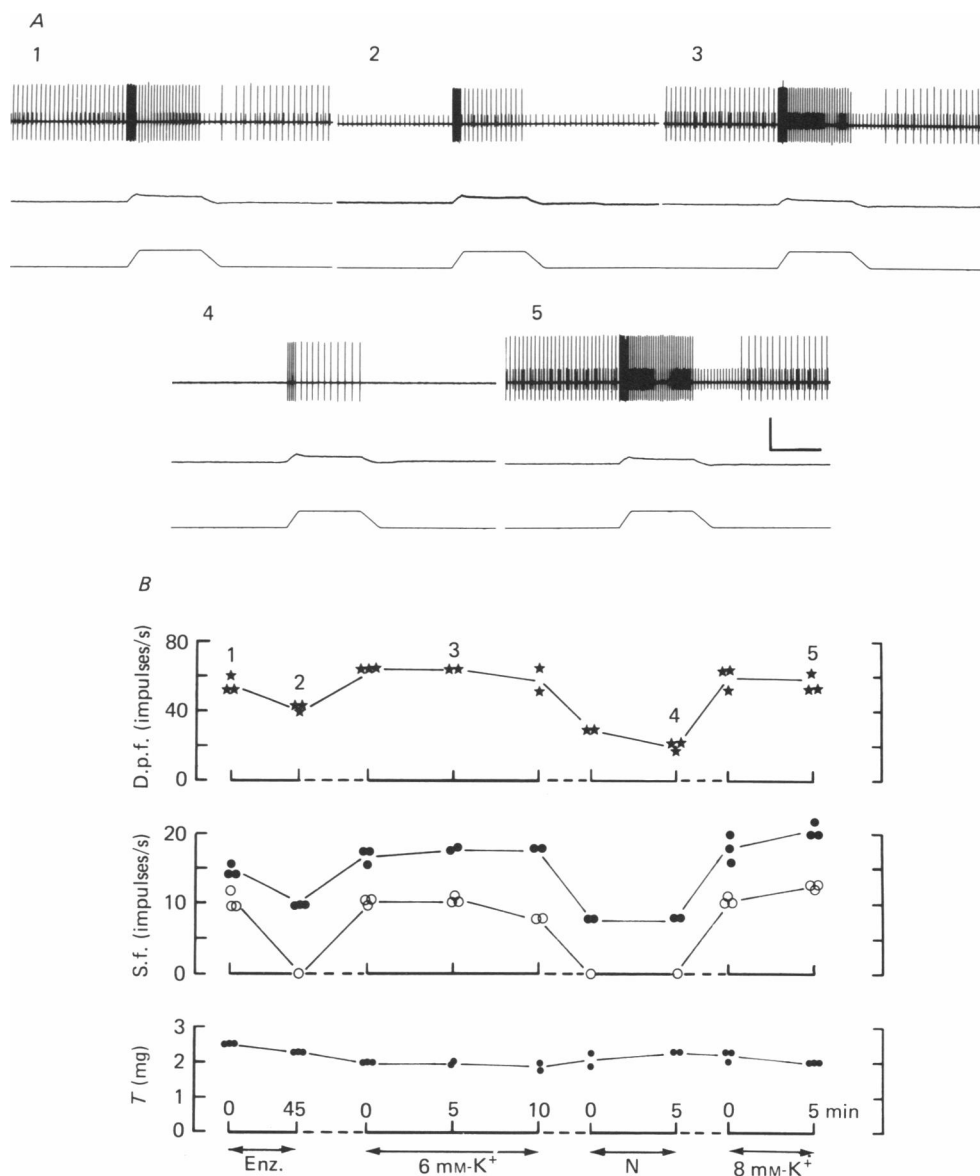 A
1 2 3
4 5
B
D.p.f. (impulses/s)
80
40
0
1 2 3 4 5
S.f. (impulses/s)
20
10
0
T (mg)
3
2
1
0
0 45 0 5 10 0 5 0 5 min
Enz. 6 mM-K⁺ N 8 mM-K⁺